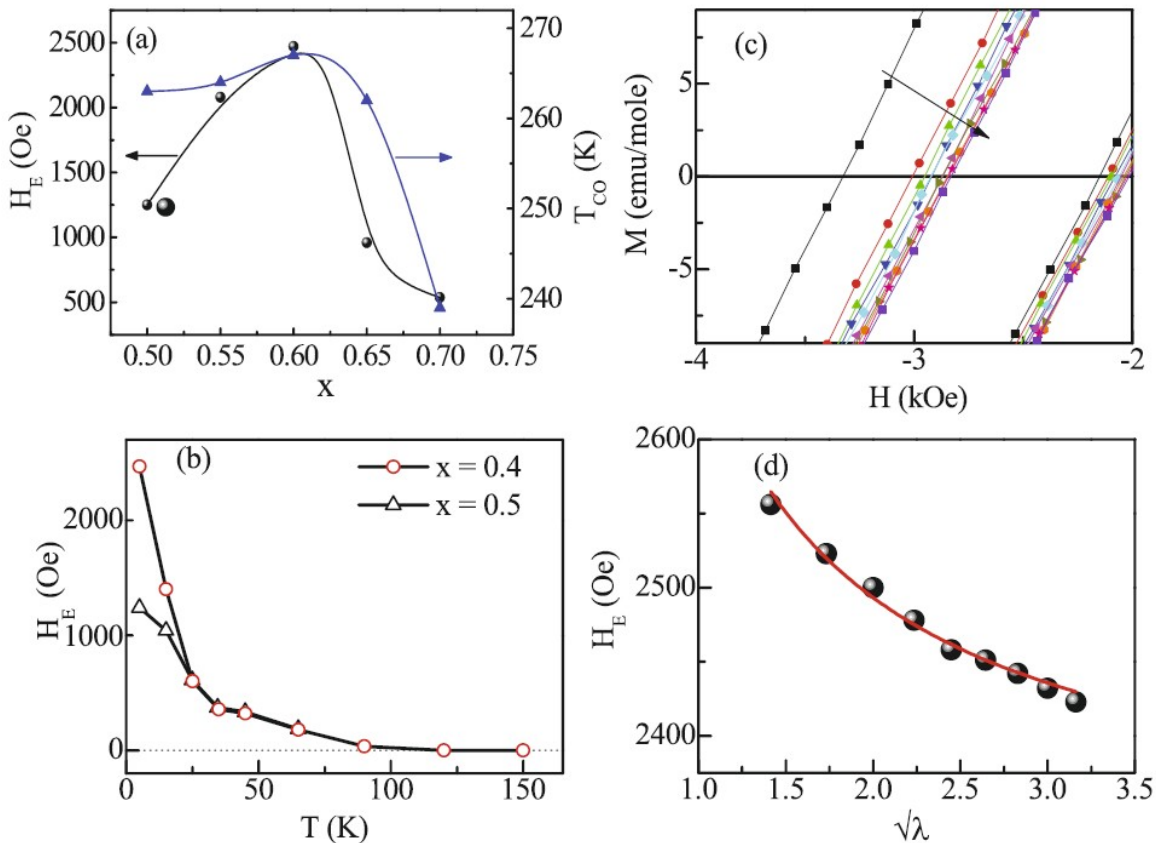 (a)
2500
2000
1500
1000
500
H_E (Oe)
270
260
250
240
T_CO (K)
0.50 0.55 0.60 0.65 0.70 0.75
x
(c)
5
0
-5
M (emu/mole)
-4 -3 -2
H (kOe)
(b)
x = 0.4
x = 0.5
2000
1000
0
H_E (Oe)
0 50 100 150
T (K)
(d)
2600
2500
2400
H_E (Oe)
1.0 1.5 2.0 2.5 3.0 3.5
√λ